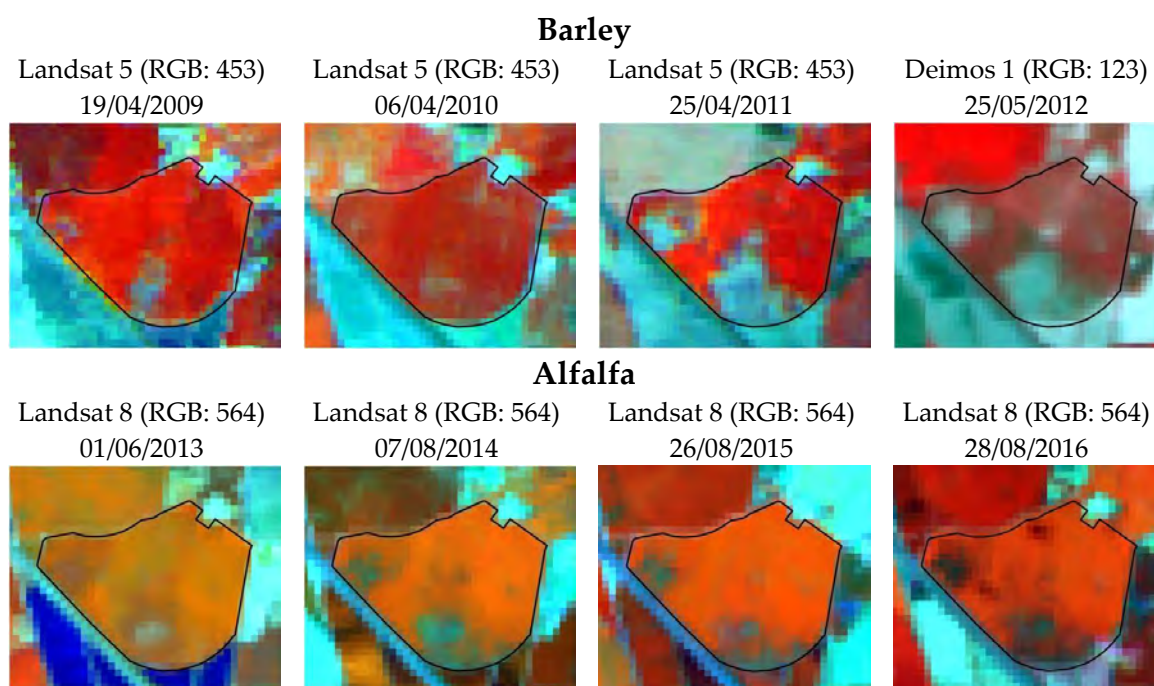 Barley
Landsat 5 (RGB: 453) Landsat 5 (RGB: 453) Landsat 5 (RGB: 453) Deimos 1 (RGB: 123)
19/04/2009 06/04/2010 25/04/2011 25/05/2012
Alfalfa
Landsat 8 (RGB: 564) Landsat 8 (RGB: 564) Landsat 8 (RGB: 564) Landsat 8 (RGB: 564)
01/06/2013 07/08/2014 26/08/2015 28/08/2016